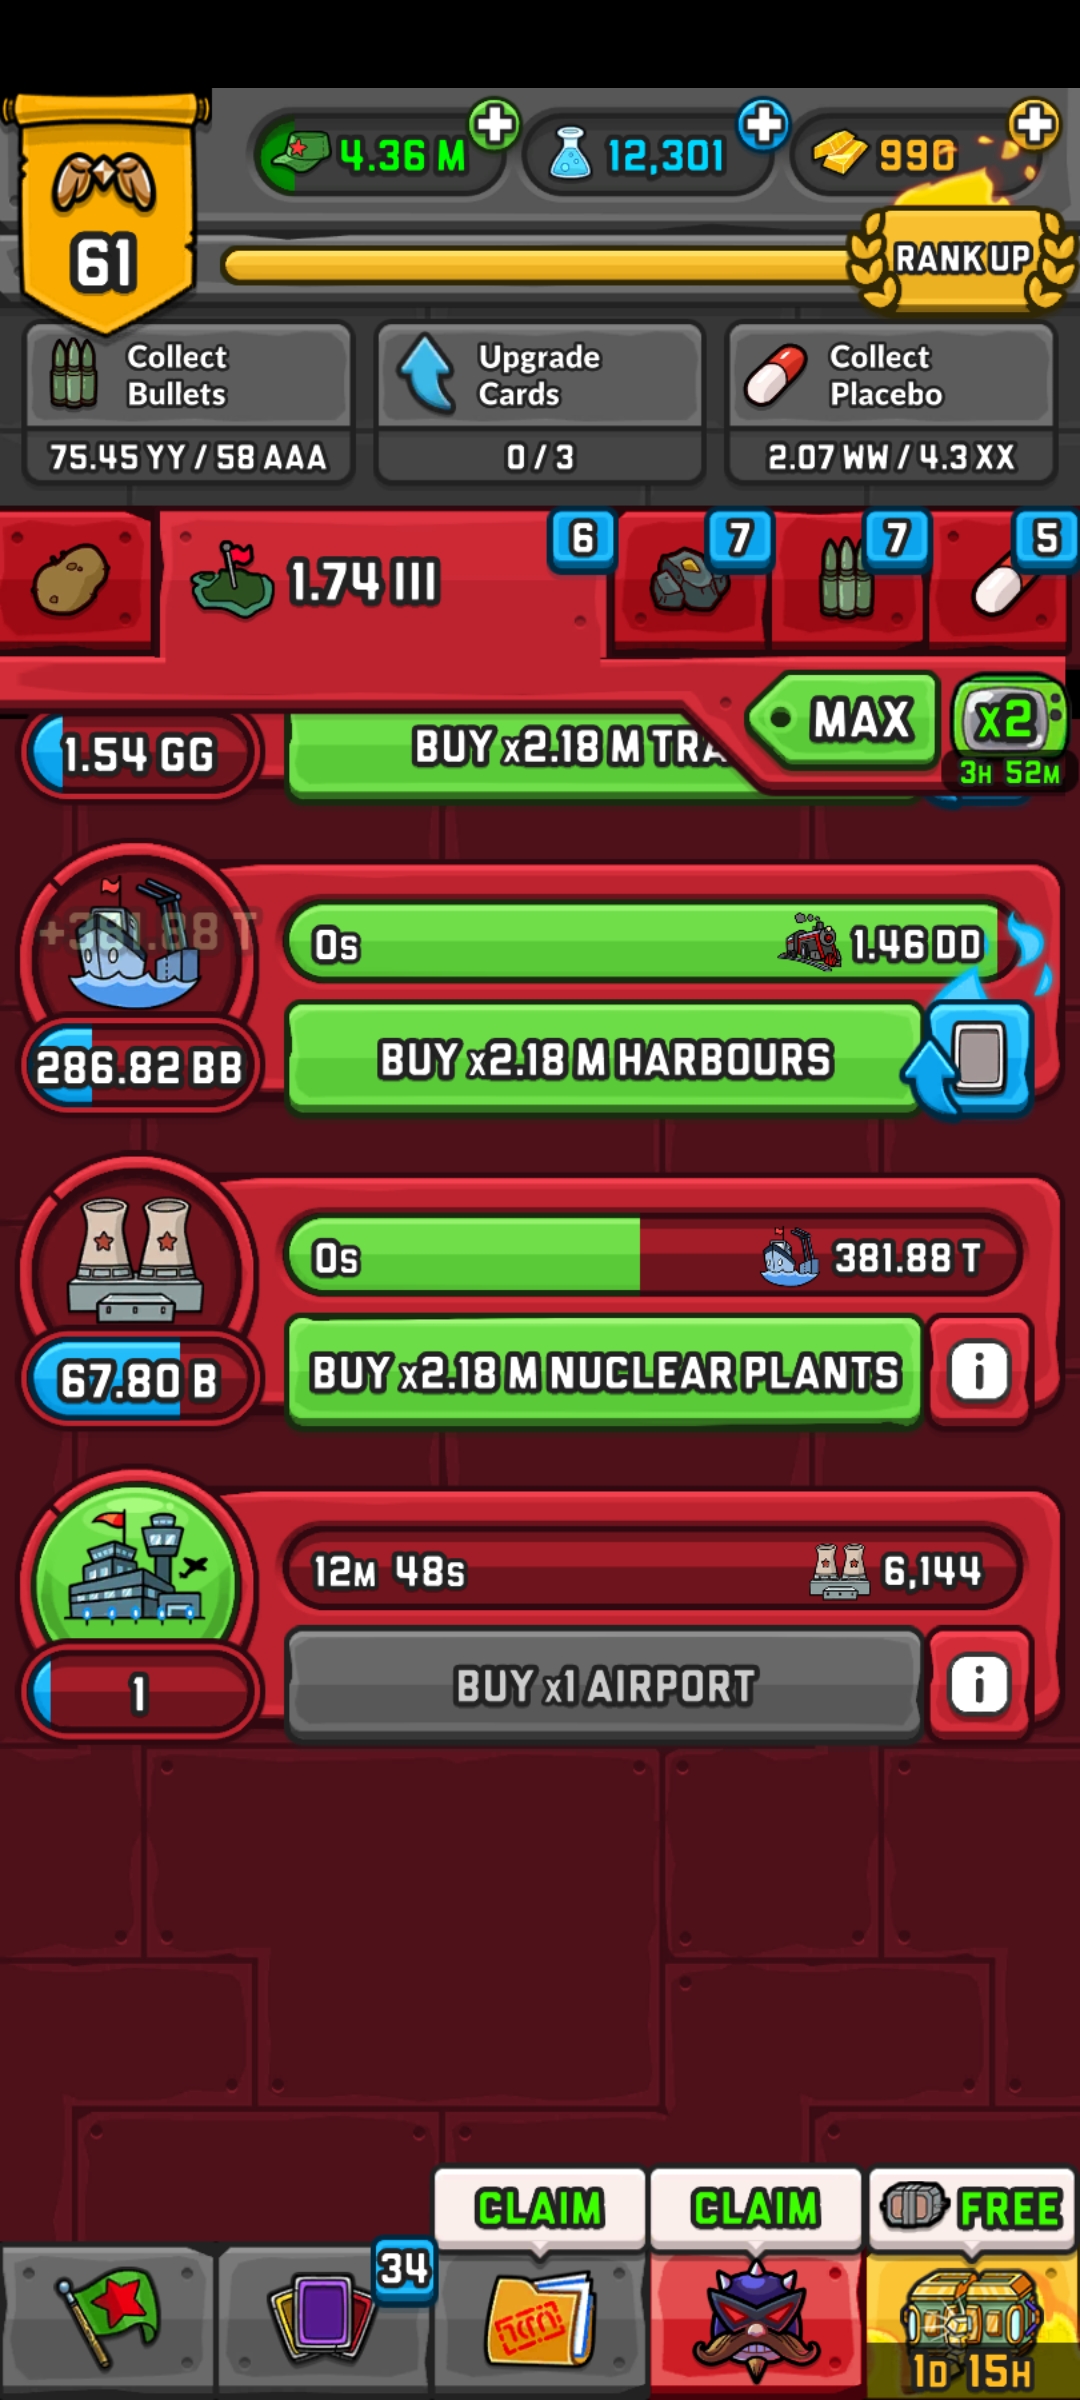 4.36 M
12,301
990
61
RANK UP
Collect
Bullets
75.45 YY / 58 AAA
Upgrade
Cards
0 / 3
Collect
Placebo
2.07 WW / 4.3 XX
1.74 III
6
7
7
5
MAX
x2
3H 52M
1.54 GG
BUY x2.18 M TRA
+381.88 T
0s
1.46 DD
286.82 BB
BUY x2.18 M HARBOURS
0s
381.88 T
67.80 B
BUY x2.18 M NUCLEAR PLANTS
i
12M 48s
6,144
1
BUY x1 AIRPORT
i
CLAIM
CLAIM
FREE
34
1D 15H